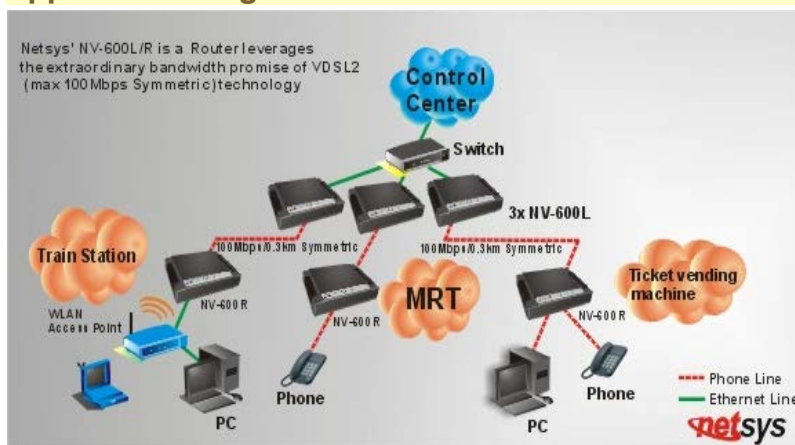 Netsys' NV-600L/R is a Router leverages
the extraordinary bandwidth promise of VDSL2
(max 100Mbps Symmetric)technology
Control
Center
Switch
3x NV-600L
100Mbps/0.3km Symmetric
100Mbps/0.3km Symmetric
Train Station
NV-600R
MRT
Ticket vending
machine
WLAN
Access Point
NV-600R
NV-600R
PC
Phone
PC
Phone
Phone Line
Ethernet Line
netsys